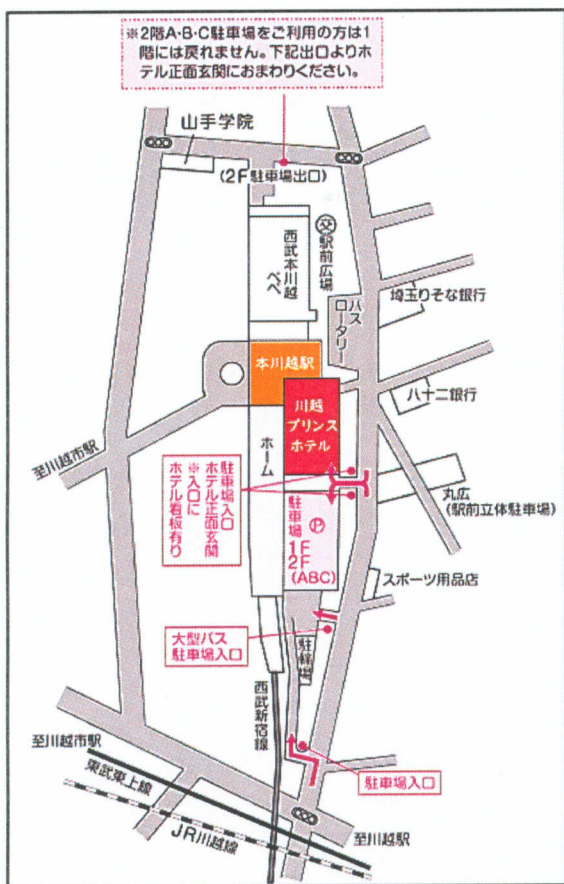 ※2階A・B・C駐車場をご利用の方は1
階には戻れません。下記出口よりホ
テル正面玄関におまわりください。
山手学院
(2F駐車場出口)
西武本川越
ペペ
交
駅前広場
バス
ロータリー
埼玉りそな銀行
本川越駅
川越
プリンス
ホテル
八十二銀行
至川越市駅
ホーム
駐車場入口
ホテル正面玄関
※入口に
ホテル看板有り
丸広
(駅前立体駐車場)
駐車場
P
1F
2F
(ABC)
スポーツ用品店
大型バス
駐車場入口
駐輪場
西武新宿線
至川越市駅
駐車場入口
東武東上線
JR川越線
至川越駅